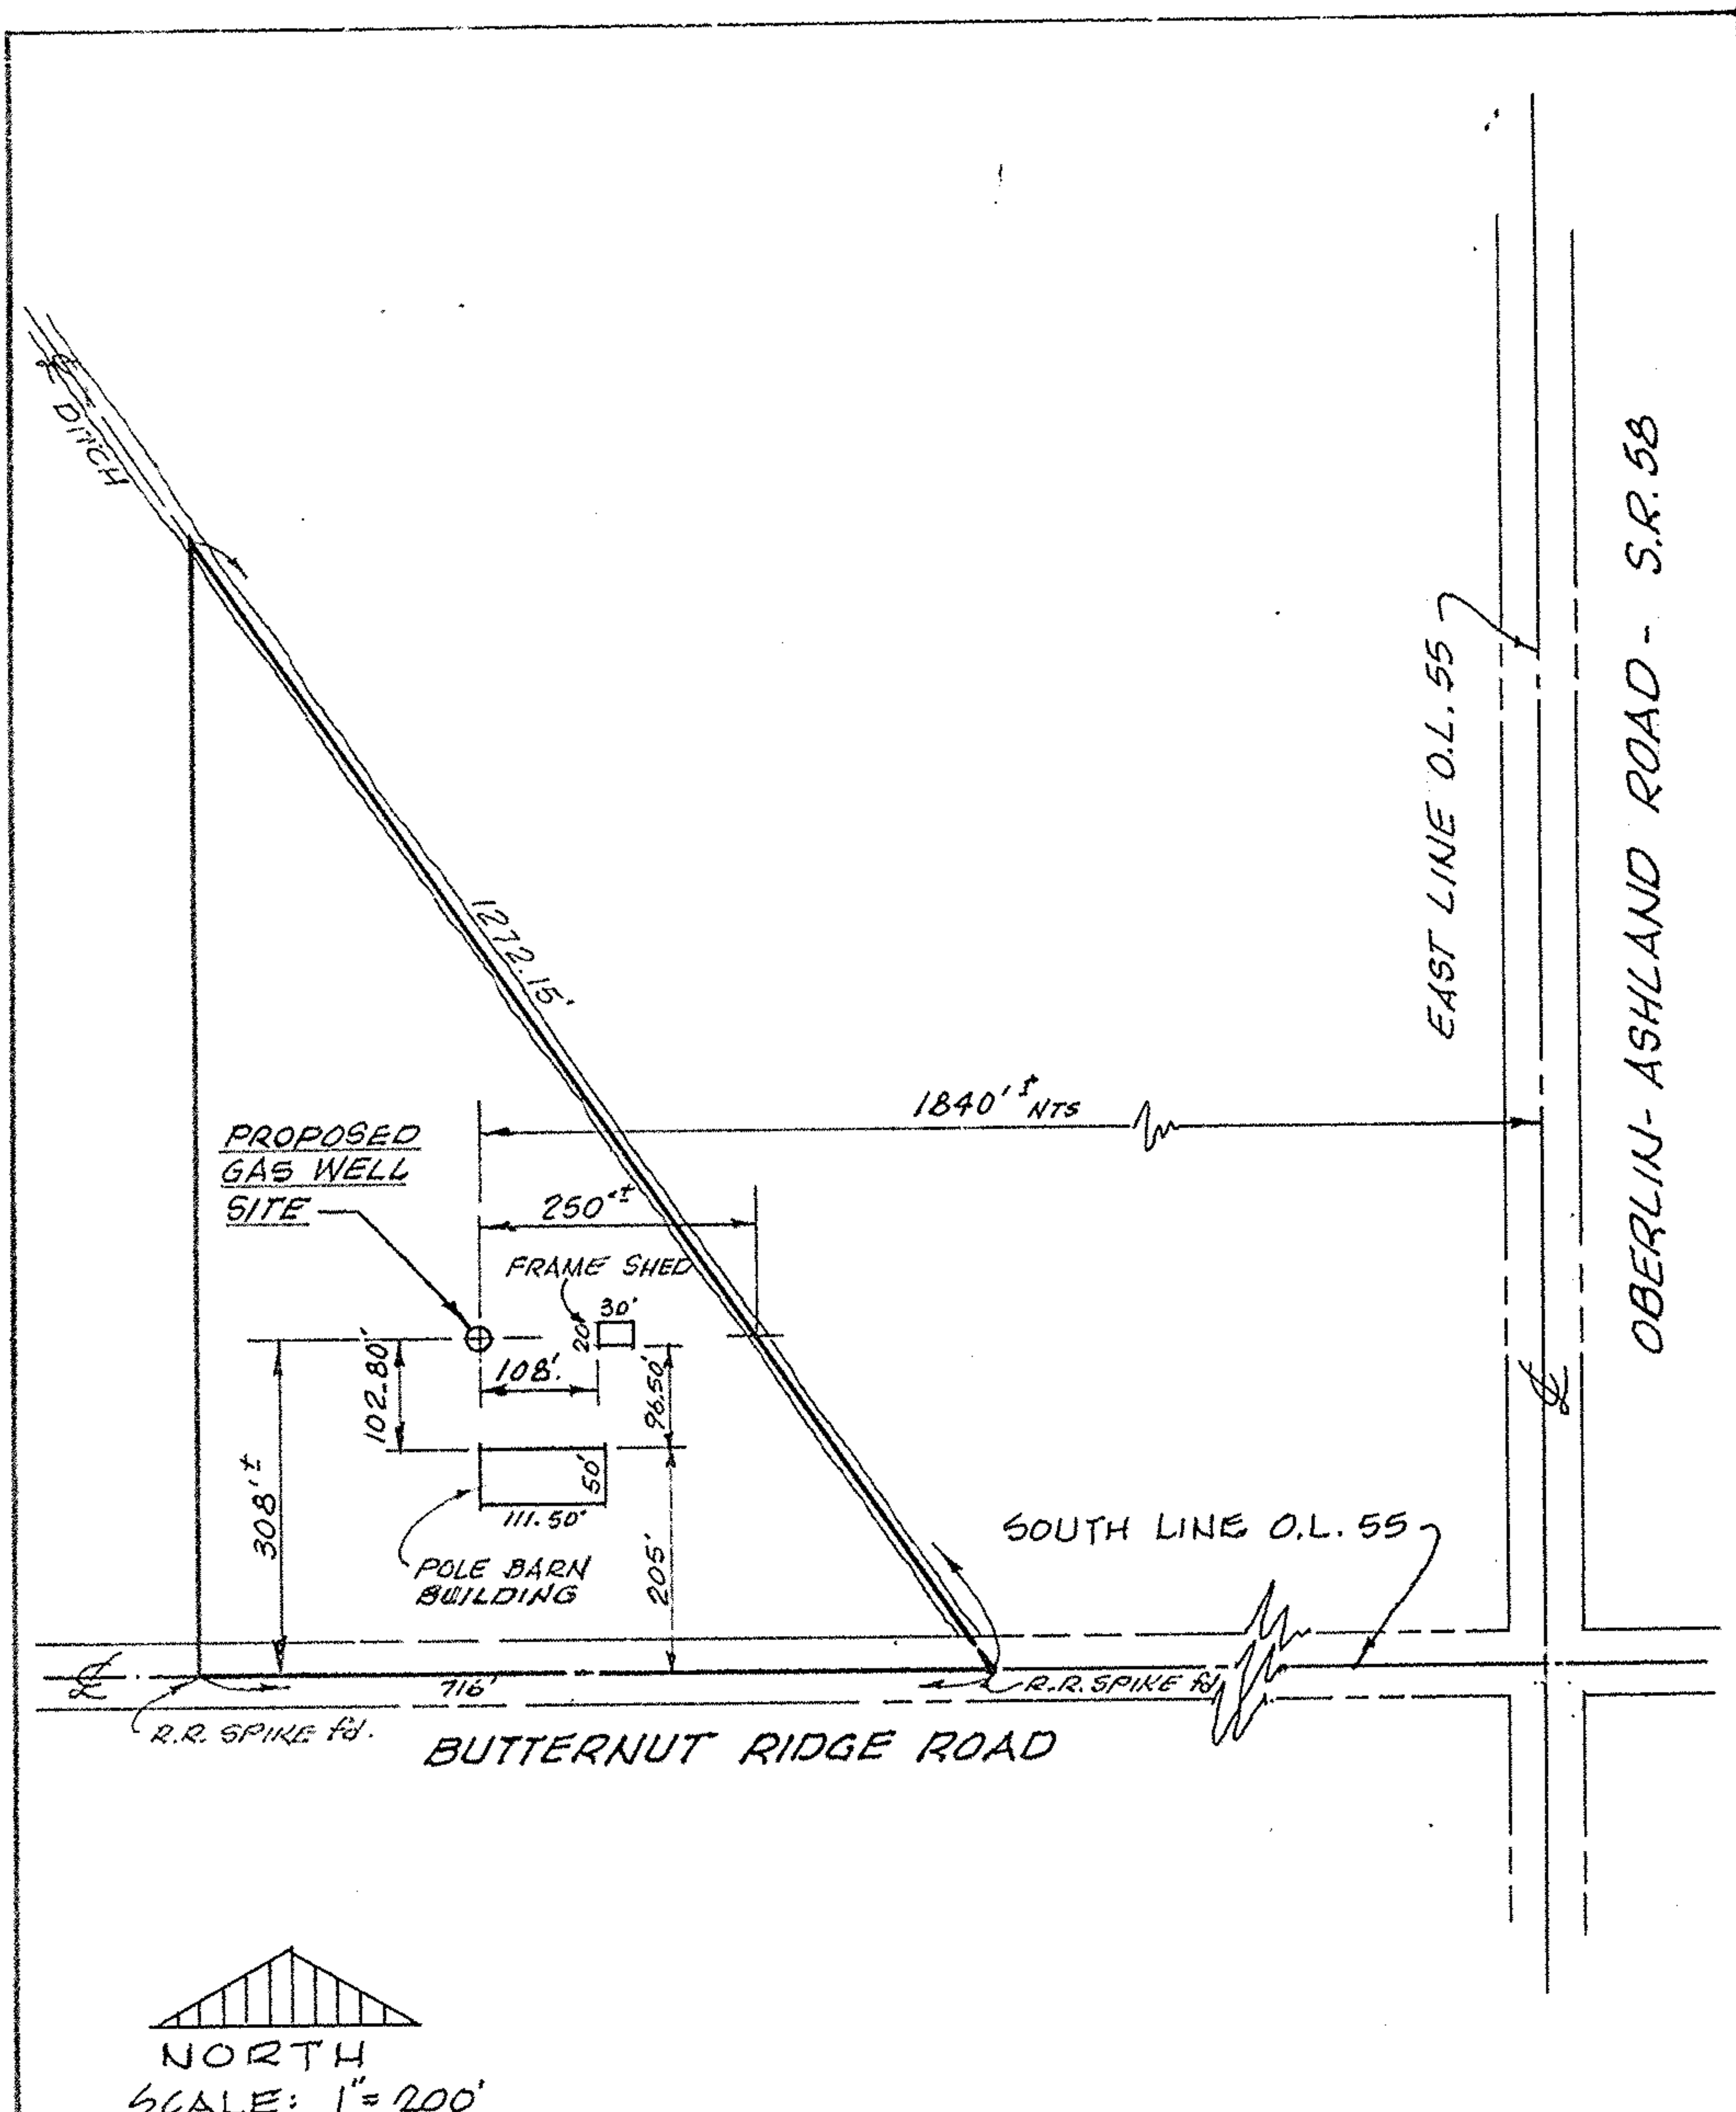 ℄ DITCH
1272.15'
OBERLIN-ASHLAND ROAD - S.R. 58
EAST LINE O.L. 55
1840' ± NTS
PROPOSED
GAS WELL
SITE
250' ±
FRAME SHED
30'
20'
108'
102.80'
96.50'
308' ±
50'
111.50'
205'
POLE BARN
BUILDING
SOUTH LINE O.L. 55
℄
℄
716'
R.R. SPIKE fd.
R.R. SPIKE fd.
BUTTERNUT RIDGE ROAD
NORTH
SCALE: 1"= 200'